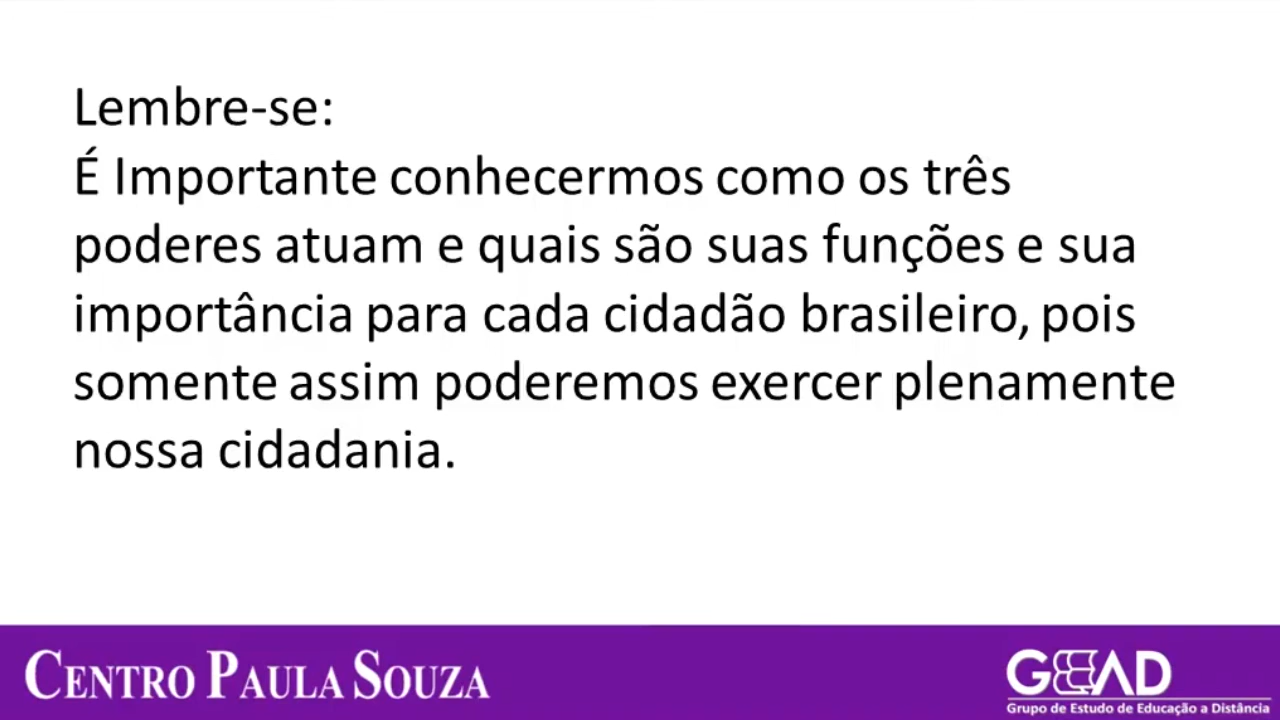 Lembre-se:
É Importante conhecermos como os três
poderes atuam e quais são suas funções e sua
importância para cada cidadão brasileiro, pois
somente assim poderemos exercer plenamente
nossa cidadania.
CENTRO PAULA SOUZA
GEAD
Grupo de Estudo de Educação a Distância